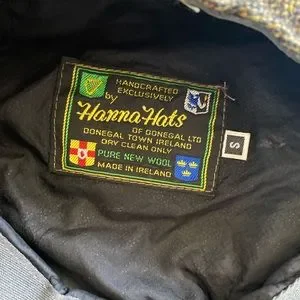 HANDCRAFTED
EXCLUSIVELY
by
Hanna Hats
OF DONEGAL LTD
DONEGAL TOWN IRELAND
DRY CLEAN ONLY
PURE NEW WOOL
MADE IN IRELAND
S